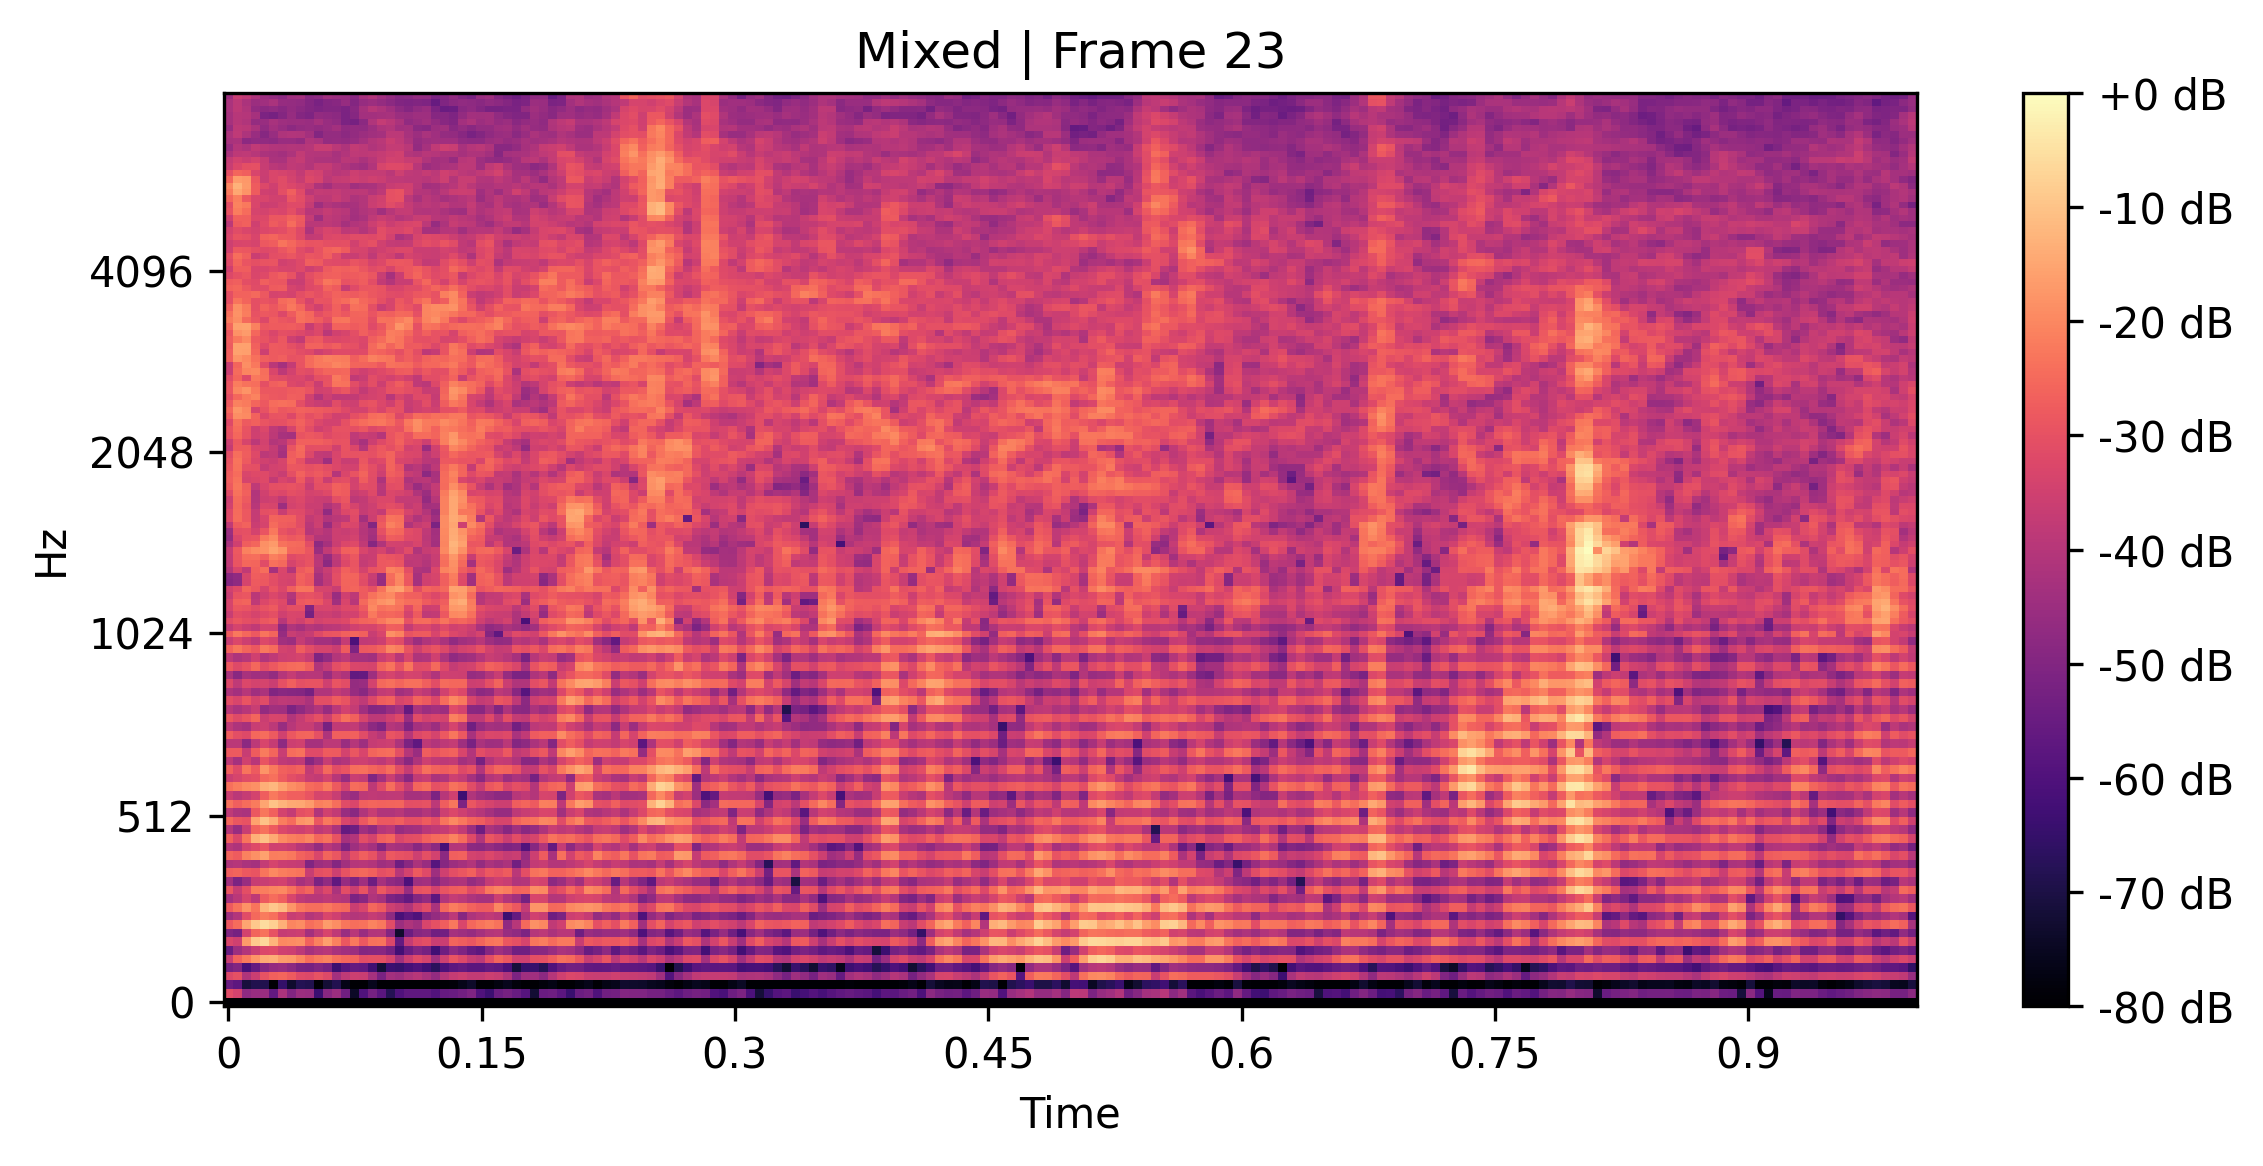 Mixed | Frame 23
+0 dB
-10 dB
-20 dB
-30 dB
-40 dB
-50 dB
-60 dB
-70 dB
-80 dB
Hz
4096
2048
1024
512
0
0 0.15 0.3 0.45 0.6 0.75 0.9
Time